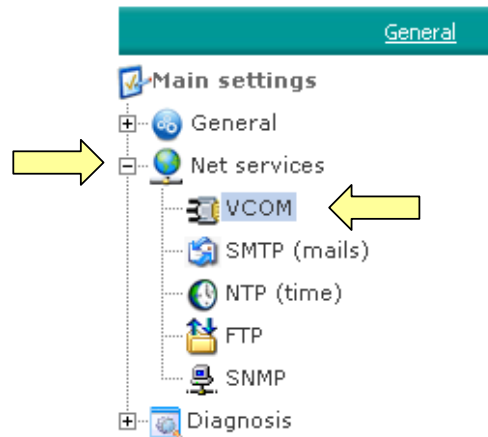 General
Main settings
General
Net services
VCOM
SMTP (mails)
NTP (time)
FTP
SNMP
Diagnosis